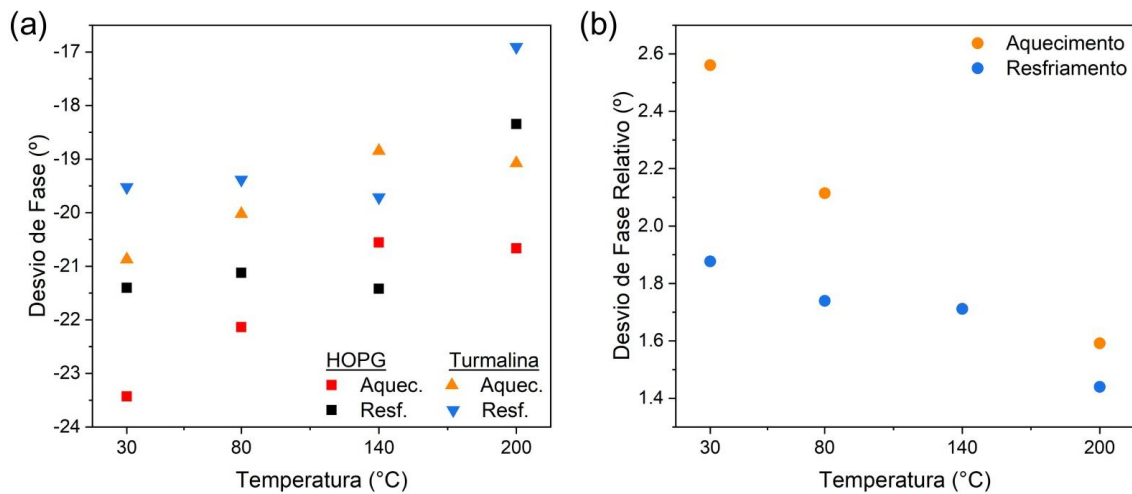 (a)
Desvio de Fase (º)
-17
-18
-19
-20
-21
-22
-23
-24
30 80 140 200
Temperatura (°C)
HOPG Turmalina
Aquec. Aquec.
Resf. Resf.
(b)
Desvio de Fase Relativo (º)
2.6
2.4
2.2
2.0
1.8
1.6
1.4
30 80 140 200
Temperatura (°C)
Aquecimento
Resfriamento